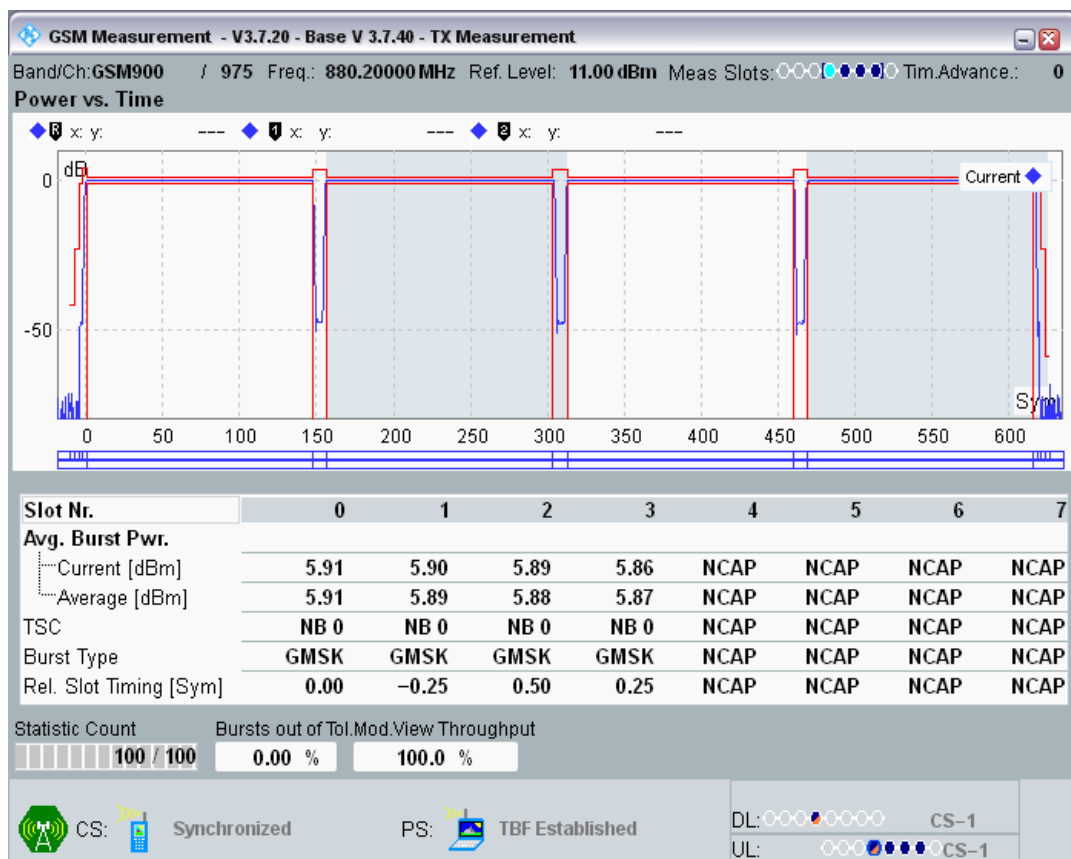 GSM Measurement - V3.7.20 - Base V 3.7.40 - TX Measurement
Band/Ch:GSM900 / 975 Freq.: 880.20000 MHz Ref. Level: 11.00 dBm Meas Slots: Tim.Advance.: 0
Power vs. Time
R x: y: --- 1 x: y: --- 2 x: y: ---
dB
Current
0
-50
Sym
0 50 100 150 200 250 300 350 400 450 500 550 600
Slot Nr. 0 1 2 3 4 5 6 7
Avg. Burst Pwr.
Current [dBm] 5.91 5.90 5.89 5.86 NCAP NCAP NCAP NCAP
Average [dBm] 5.91 5.89 5.88 5.87 NCAP NCAP NCAP NCAP
TSC NB 0 NB 0 NB 0 NB 0 NCAP NCAP NCAP NCAP
Burst Type GMSK GMSK GMSK GMSK NCAP NCAP NCAP NCAP
Rel. Slot Timing [Sym] 0.00 −0.25 0.50 0.25 NCAP NCAP NCAP NCAP
Statistic Count Bursts out of Tol.Mod.View Throughput
100 / 100 0.00 % 100.0 %
CS: Synchronized PS: TBF Established
DL: CS−1
UL: CS−1